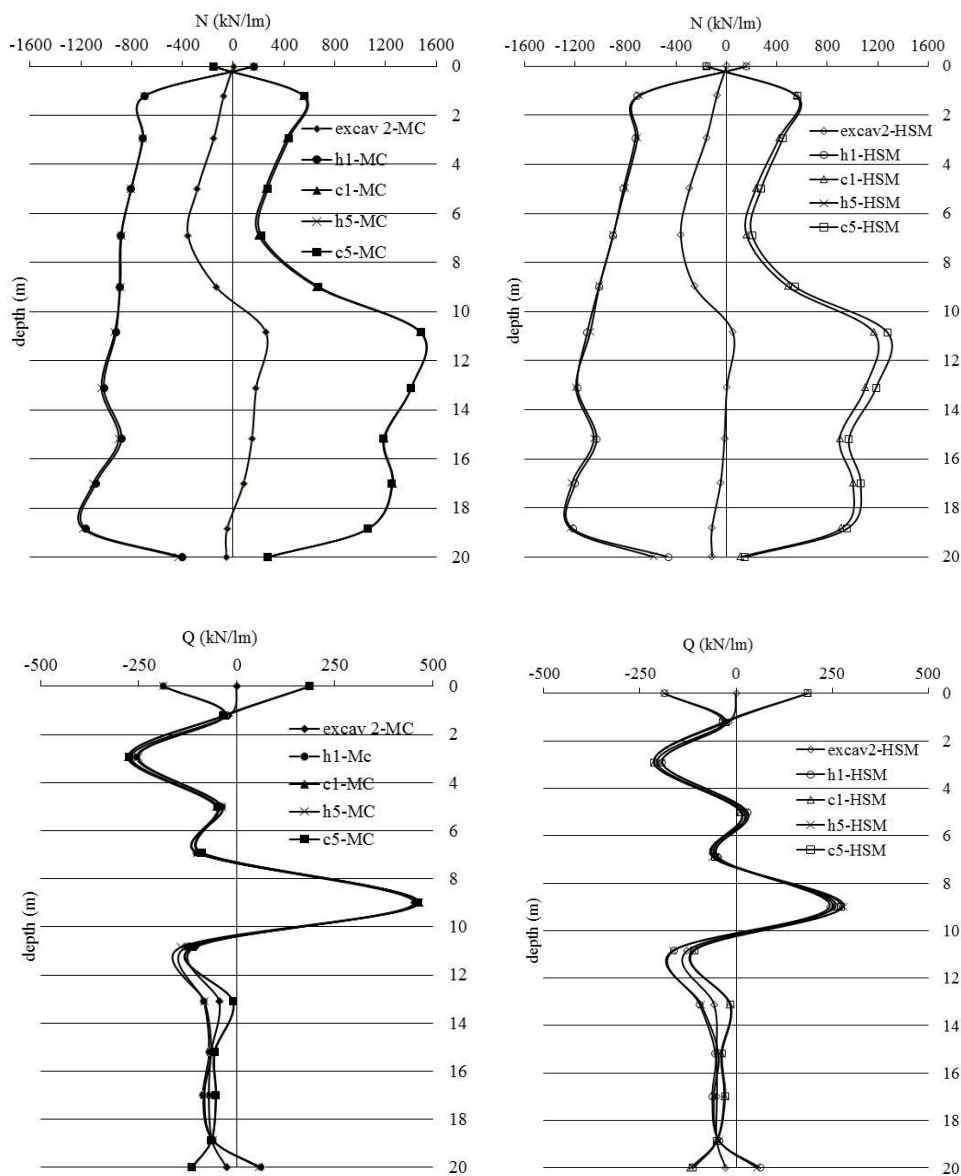 N (kN/lm)
-1600 -1200 -800 -400 0 400 800 1200 1600
0
2
4
6
8
10
12
14
16
18
20
depth (m)
excav 2-MC
h1-MC
c1-MC
h5-MC
c5-MC
N (kN/lm)
-1600 -1200 -800 -400 0 400 800 1200 1600
0
2
4
6
8
10
12
14
16
18
20
depth (m)
excav2-HSM
h1-HSM
c1-HSM
h5-HSM
c5-HSM
Q (kN/lm)
-500 -250 0 250 500
0
2
4
6
8
10
12
14
16
18
20
depth (m)
excav 2-MC
h1-Mc
c1-MC
h5-MC
c5-MC
Q (kN/lm)
-500 -250 0 250 500
0
2
4
6
8
10
12
14
16
18
20
depth (m)
excav2-HSM
h1-HSM
c1-HSM
h5-HSM
c5-HSM